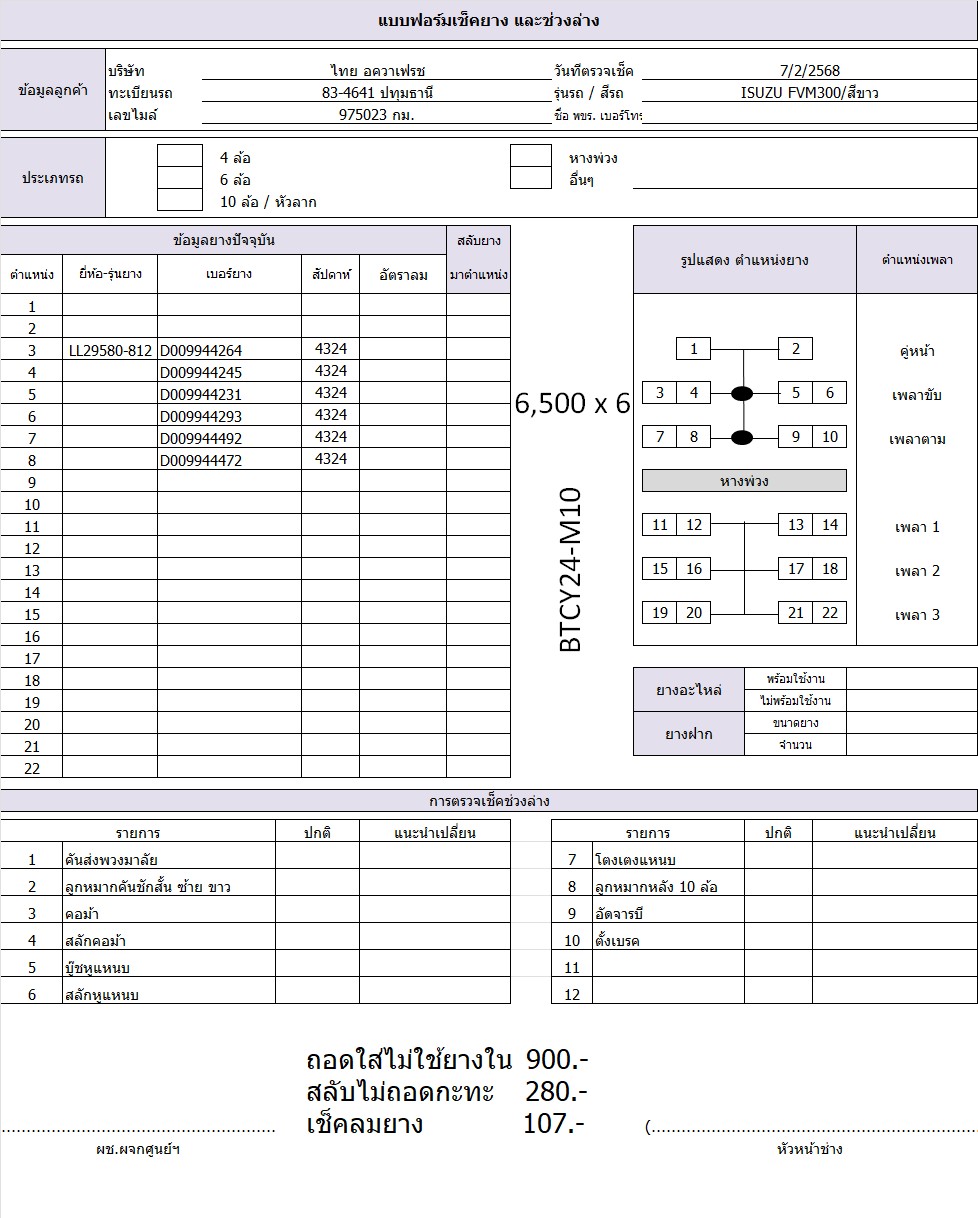 แบบฟอร์มเช็คยาง และช่วงล่าง
ข้อมูลลูกค้า
บริษัท ไทย อควาเฟรช วันที่ตรวจเช็ค 7/2/2568
ทะเบียนรถ 83-4641 ปทุมธานี รุ่นรถ / สีรถ ISUZU FVM300/สีขาว
เลขไมล์ 975023 กม. ชื่อ พขร. เบอร์โทร
ประเภทรถ
4 ล้อ หางพ่วง
6 ล้อ อื่นๆ
10 ล้อ / หัวลาก
ข้อมูลยางปัจจุบัน สลับยาง
ตำแหน่ง ยี่ห้อ-รุ่นยาง เบอร์ยาง สัปดาห์ อัตราลม มาตำแหน่ง
1
2
3 LL29580-812 D009944264 4324
4 D009944245 4324
5 D009944231 4324
6 D009944293 4324
7 D009944492 4324
8 D009944472 4324
9
10
11
12
13
14
15
16
17
18
19
20
21
22
6,500 x 6
BTCY24-M10
รูปแสดง ตำแหน่งยาง ตำแหน่งเพลา
1 2 คู่หน้า
3 4 5 6 เพลาขับ
7 8 9 10 เพลาตาม
หางพ่วง
11 12 13 14 เพลา 1
15 16 17 18 เพลา 2
19 20 21 22 เพลา 3
ยางอะไหล่ พร้อมใช้งาน
ไม่พร้อมใช้งาน
ยางฝาก ขนาดยาง
จำนวน
การตรวจเช็คช่วงล่าง
รายการ ปกติ แนะนำเปลี่ยน รายการ ปกติ แนะนำเปลี่ยน
1 คันส่งพวงมาลัย 7 โตงเตงแหนบ
2 ลูกหมากคันชักสั้น ซ้าย ขาว 8 ลูกหมากหลัง 10 ล้อ
3 คอม้า 9 อัดจารบี
4 สลักคอม้า 10 ตั้งเบรค
5 บู๊ชหูแหนบ 11
6 สลักหูแหนบ 12
ถอดใส่ไม่ใช้ยางใน 900.-
สลับไม่ถอดกะทะ 280.-
เช็คลมยาง 107.-
....................................................... (.......................................................
ผช.ผจกศูนย์ฯ หัวหน้าช่าง